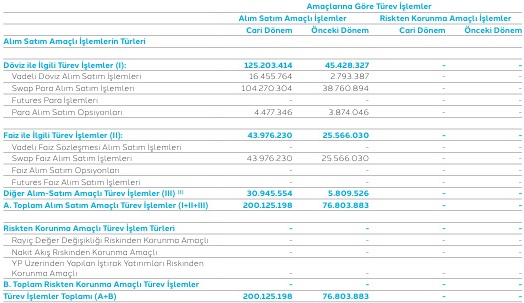 Amaçlarına Göre Türev İşlemler
Alım Satım Amaçlı İşlemler Riskten Korunma Amaçlı İşlemler
Cari Dönem Önceki Dönem Cari Dönem Önceki Dönem
Alım Satım Amaçlı İşlemlerin Türleri
Döviz ile İlgili Türev İşlemler (I): 125.203.414 45.428.327 - -
Vadeli Döviz Alım Satım İşlemleri 16.455.764 2.793.387 - -
Swap Para Alım Satım İşlemleri 104.270.304 38.760.894 - -
Futures Para İşlemleri - - - -
Para Alım Satım Opsiyonları 4.477.346 3.874.046 - -
Faiz ile İlgili Türev İşlemler (II): 43.976.230 25.566.030 - -
Vadeli Faiz Sözleşmesi Alım Satım İşlemleri - - - -
Swap Faiz Alım Satım İşlemleri 43.976.230 25.566.030 - -
Faiz Alım Satım Opsiyonları - - - -
Futures Faiz Alım Satım İşlemleri - - - -
Diğer Alım-Satım Amaçlı Türev İşlemler (III) (1) 30.945.554 5.809.526 - -
A. Toplam Alım Satım Amaçlı Türev İşlemler (I+II+III) 200.125.198 76.803.883 - -
Riskten Korunma Amaçlı Türev İşlem Türleri - - - -
Rayiç Değer Değişikliği Riskinden Korunma Amaçlı - - - -
Nakit Akış Riskinden Korunma Amaçlı - - - -
YP Üzerinden Yapılan İştirak Yatırımları Riskinden
Korunma Amaçlı - - - -
B. Toplam Riskten Korunma Amaçlı Türev İşlemler - - - -
Türev İşlemler Toplamı (A+B) 200.125.198 76.803.883 - -